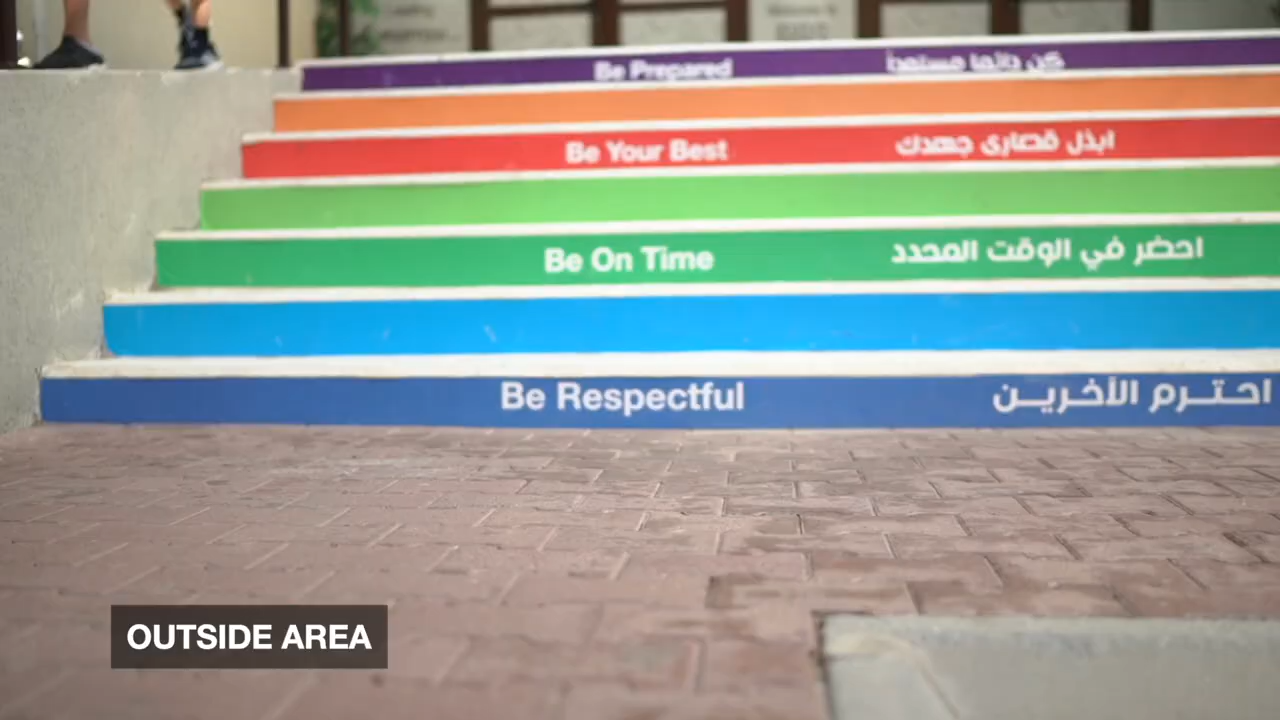 Be Prepared كن دائما مستعدا
Be Your Best ابذل قصارى جهدك
Be On Time احضر في الوقت المحدد
Be Respectful احترم الآخرين
OUTSIDE AREA